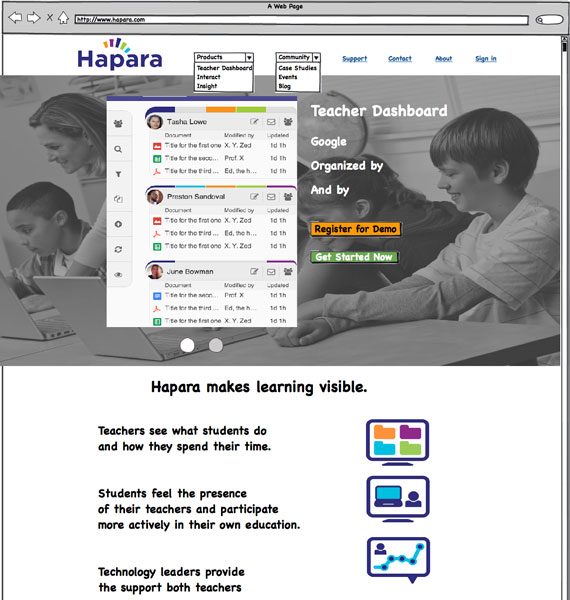 A Web Page
http://www.hapara.com
Hapara
Products
Teacher Dashboard
Interact
Insight
Community
Case Studies
Events
Blog
Support
Contact
About
Sign in
Tasha Lowe
Document Modified by Updated
Title for the first one X. Y. Zed 1d 1h
Title for the seco... Prof. X 1d 1h
Title for the third ... Ed, the h... 1d 1h
Preston Sandoval
Document Modified by Updated
Title for the first one X. Y. Zed 1d 1h
Title for the third ... Ed, the h... 1d 1h
Title for the seco... Prof. X 1d 1h
June Bowman
Document Modified by Updated
Title for the seco... Prof. X 1d 1h
Title for the third ... Ed, the h... 1d 1h
Title for the first one X. Y. Zed 1d 1h
Teacher Dashboard
Google
Organized by
And by
Register for Demo
Get Started Now
Hapara makes learning visible.
Teachers see what students do
and how they spend their time.
Students feel the presence
of their teachers and participate
more actively in their own education.
Technology leaders provide
the support both teachers